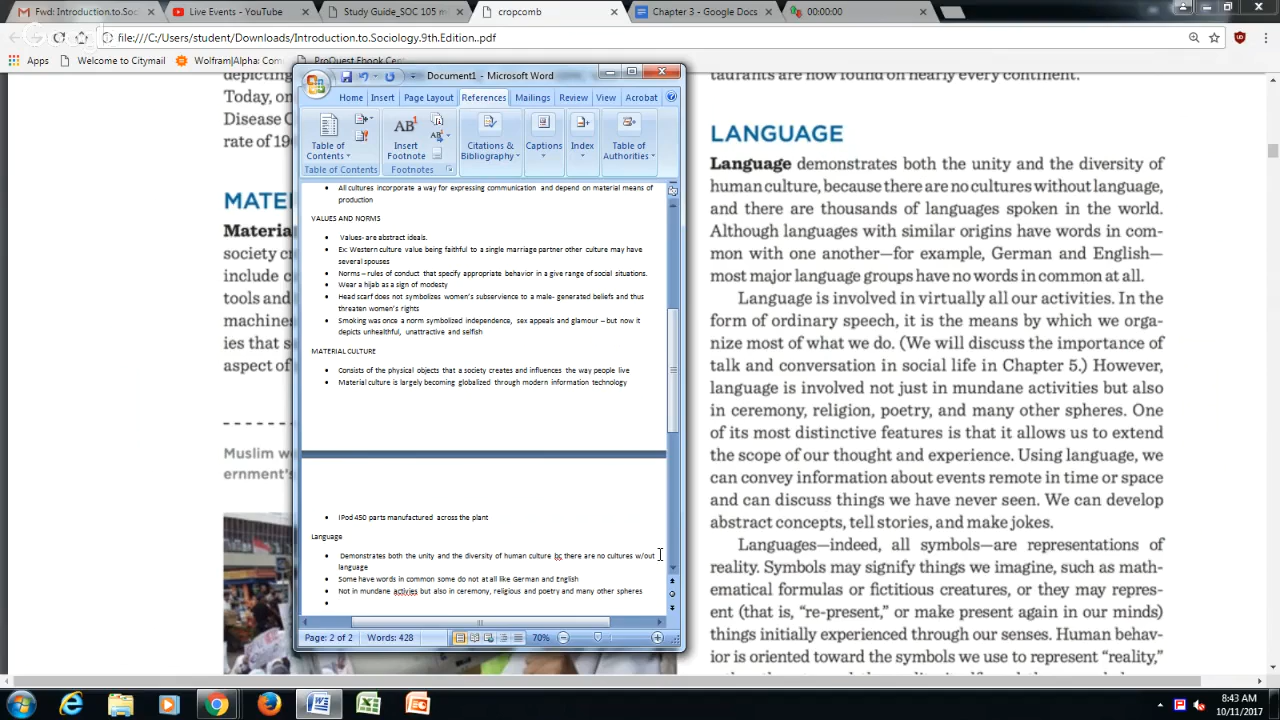 Fwd: Introduction.to.Soc
Live Events - YouTube
Study Guide_SOC 105 m
cropcomb
Chapter 3 - Google Docs
00:00:00
file:///C:/Users/student/Downloads/Introduction.to.Sociology.9th.Edition..pdf
Apps
Welcome to Citymail
Wolfram|Alpha: Com
ProQuest Ebook Cent
depicting
Today, on
Disease C
rate of 19
MATE
Materia
society cr
include c
tools and
machines
ies that s
aspect of
Muslim w
ernment's
Document1 - Microsoft Word
Home
Insert
Page Layout
References
Mailings
Review
View
Acrobat
Table of Contents
Insert Footnote
Citations & Bibliography
Captions
Index
Table of Authorities
Table of Contents
Footnotes
All cultures incorporate a way for expressing communication and depend on material means of
production
VALUES AND NORMS
Values- are abstract ideals.
Ex: Western culture value being faithful to a single marriage partner other culture may have
several spouses
Norms – rules of conduct that specify appropriate behavior in a give range of social situations.
Wear a hijab as a sign of modesty
Head scarf does not symbolizes women's subservience to a male- generated beliefs and thus
threaten women's rights
Smoking was once a norm symbolized independence, sex appeals and glamour – but now it
depicts unhealthful, unattractive and selfish
MATERIAL CULTURE
Consists of the physical objects that a society creates and influences the way people live
Material culture is largely becoming globalized through modern information technology
IPod 450 parts manufactured across the plant
Language
Demonstrates both the unity and the diversity of human culture bc there are no cultures w/out
language
Some have words in common some do not at all like German and English
Not in mundane activies but also in ceremony, religious and poetry and many other spheres
Page: 2 of 2
Words: 428
70%
taurants are now found on nearly every continent.
LANGUAGE
Language demonstrates both the unity and the diversity of
human culture, because there are no cultures without language,
and there are thousands of languages spoken in the world.
Although languages with similar origins have words in com-
mon with one another—for example, German and English—
most major language groups have no words in common at all.
Language is involved in virtually all our activities. In the
form of ordinary speech, it is the means by which we orga-
nize most of what we do. (We will discuss the importance of
talk and conversation in social life in Chapter 5.) However,
language is involved not just in mundane activities but also
in ceremony, religion, poetry, and many other spheres. One
of its most distinctive features is that it allows us to extend
the scope of our thought and experience. Using language, we
can convey information about events remote in time or space
and can discuss things we have never seen. We can develop
abstract concepts, tell stories, and make jokes.
Languages—indeed, all symbols—are representations of
reality. Symbols may signify things we imagine, such as math-
ematical formulas or fictitious creatures, or they may repres-
ent (that is, "re-present," or make present again in our minds)
things initially experienced through our senses. Human behav-
ior is oriented toward the symbols we use to represent "reality,"
8:43 AM
10/11/2017